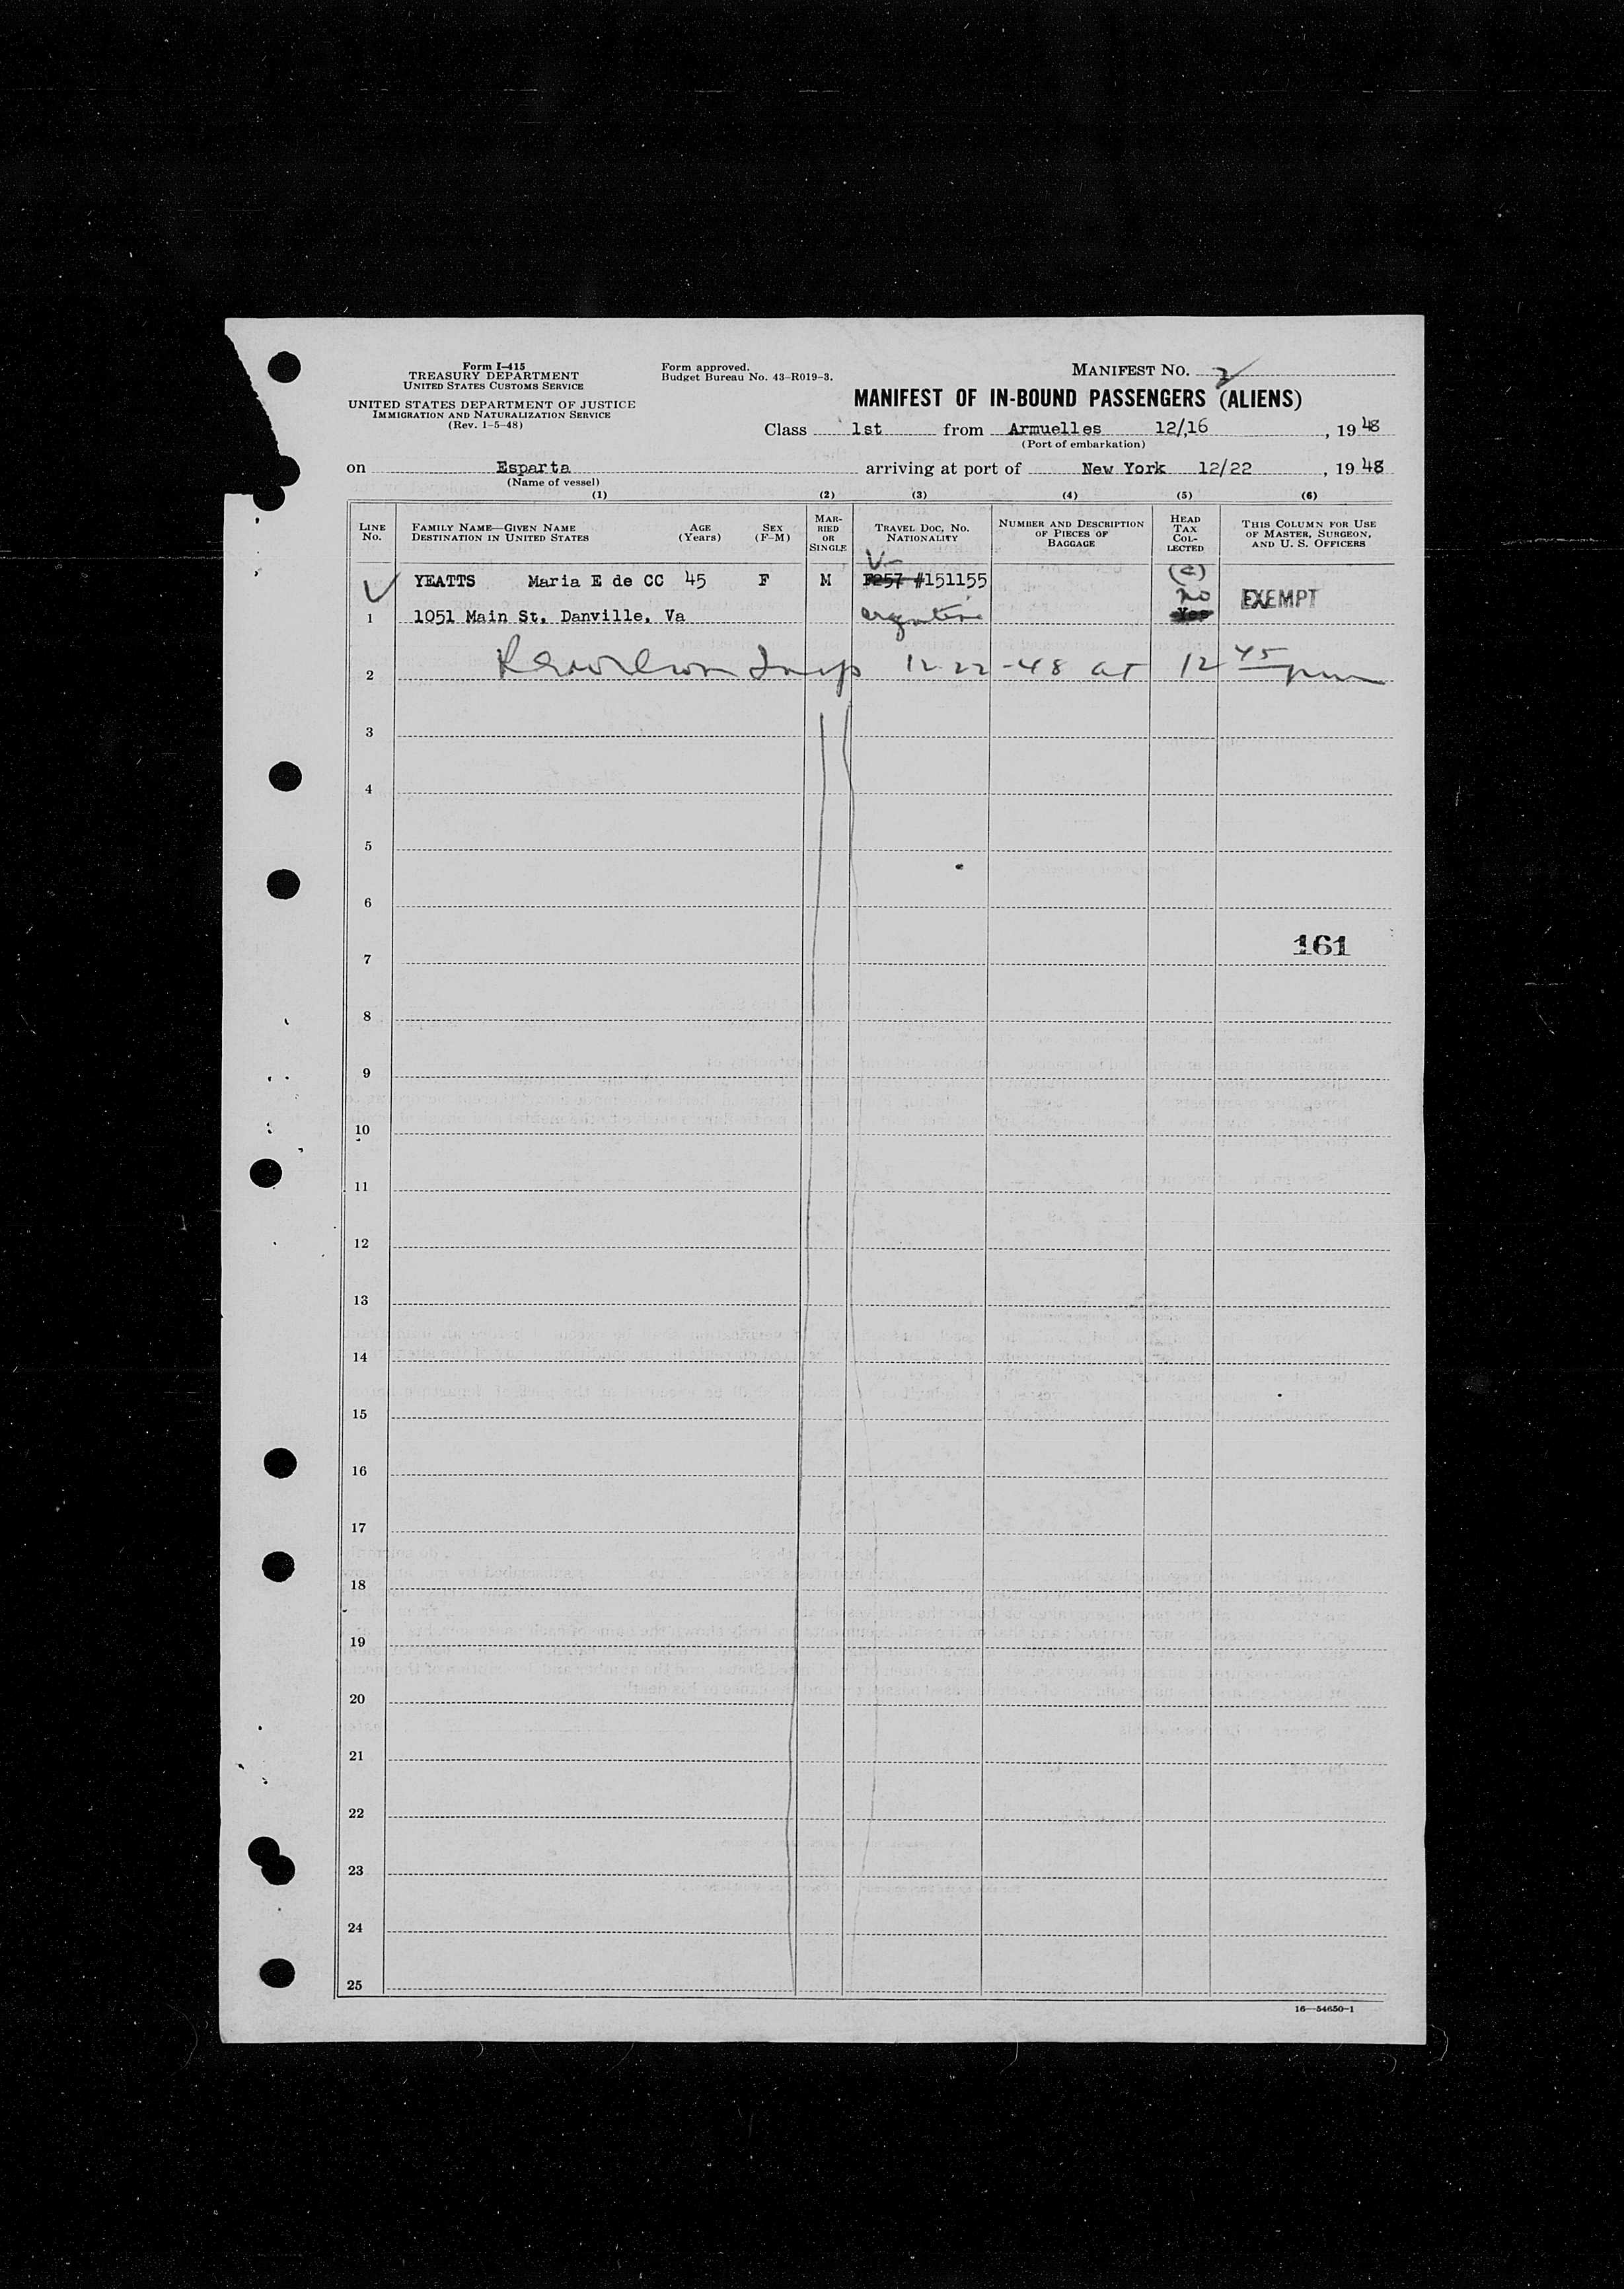 Form I-415
TREASURY DEPARTMENT
UNITED STATES CUSTOMS SERVICE
UNITED STATES DEPARTMENT OF JUSTICE
IMMIGRATION AND NATURALIZATION SERVICE
(Rev. 1-5-48)
Form approved.
Budget Bureau No. 43-R019-3.
MANIFEST NO. 2
MANIFEST OF IN-BOUND PASSENGERS (ALIENS)
Class 1st from Armuelles 12/16, 1948
(Port of embarkation)
on Esparta arriving at port of New York 12/22, 1948
(Name of vessel)
(1) (2) (3) (4) (5) (6)
LINE No. FAMILY NAME—GIVEN NAME DESTINATION IN UNITED STATES AGE (Years) SEX (F-M) MARRIED OR SINGLE TRAVEL DOC. NO. NATIONALITY NUMBER AND DESCRIPTION OF PIECES OF BAGGAGE HEAD TAX COLLECTED THIS COLUMN FOR USE OF MASTER, SURGEON, AND U. S. OFFICERS
V-
YEATTS Maria E de CC 45 F M F257 #151155 (c)
no EXEMPT
1 1051 Main St, Danville, Va argentine Yes
2 Insp 12-22-48 at 12 45 pm
3
4
5
6
161
7
8
9
10
11
12
13
14
15
16
17
18
19
20
21
22
23
24
25
16—54650-1